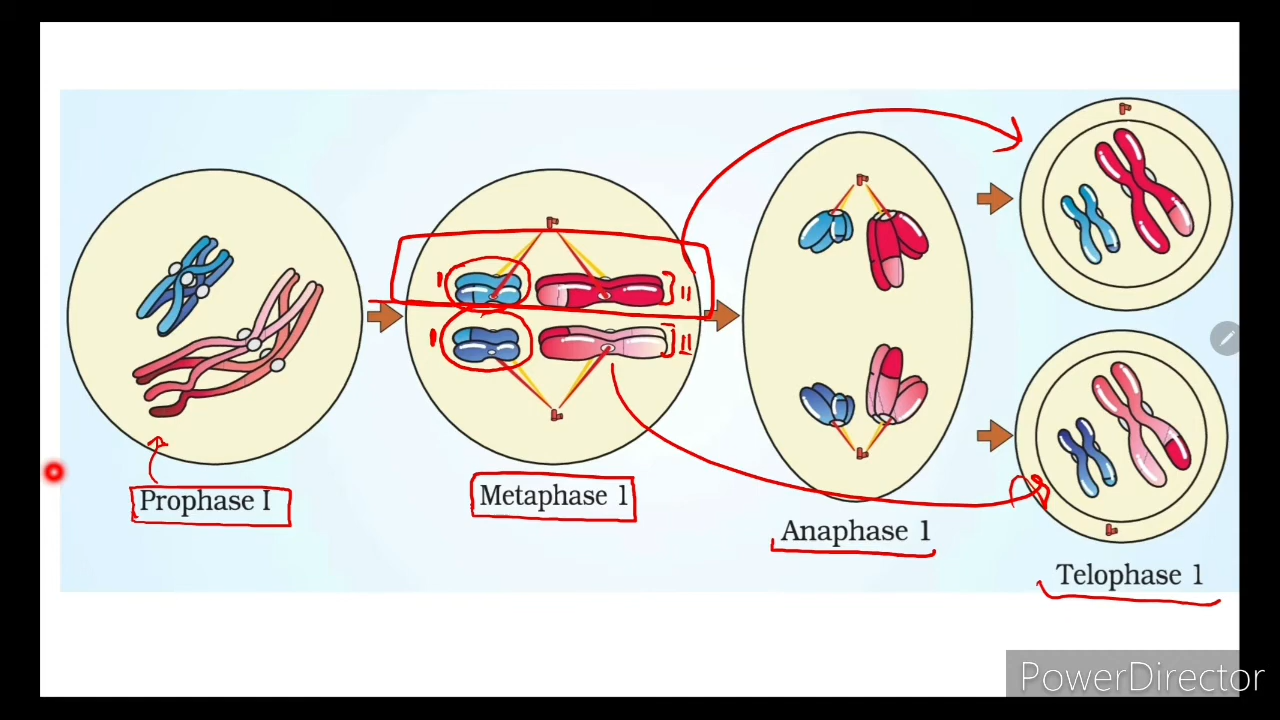 Prophase I
Metaphase 1
Anaphase 1
Telophase 1
PowerDirector